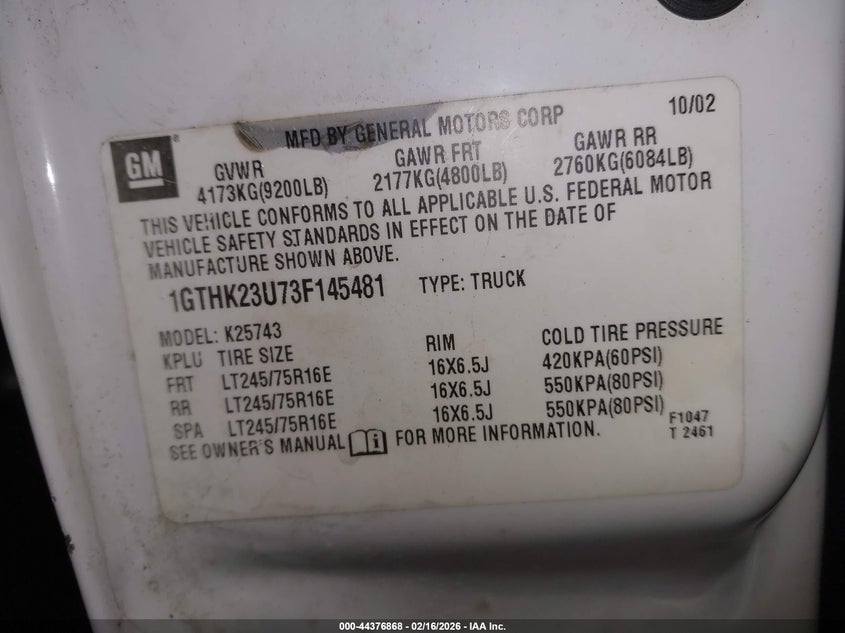 10/02
MFD BY GENERAL MOTORS CORP
GM
GVWR GAWR FRT GAWR RR
4173KG(9200LB) 2177KG(4800LB) 2760KG(6084LB)
THIS VEHICLE CONFORMS TO ALL APPLICABLE U.S. FEDERAL MOTOR
VEHICLE SAFETY STANDARDS IN EFFECT ON THE DATE OF
MANUFACTURE SHOWN ABOVE.
1GTHK23U73F145481 TYPE: TRUCK
MODEL: K25743
KPLU TIRE SIZE RIM COLD TIRE PRESSURE
FRT LT245/75R16E 16X6.5J 420KPA(60PSI)
RR LT245/75R16E 16X6.5J 550KPA(80PSI)
SPA LT245/75R16E 16X6.5J 550KPA(80PSI)
SEE OWNER'S MANUAL i FOR MORE INFORMATION.
F1047
T 2461
000-44376868 - 02/16/2026 - IAA Inc.